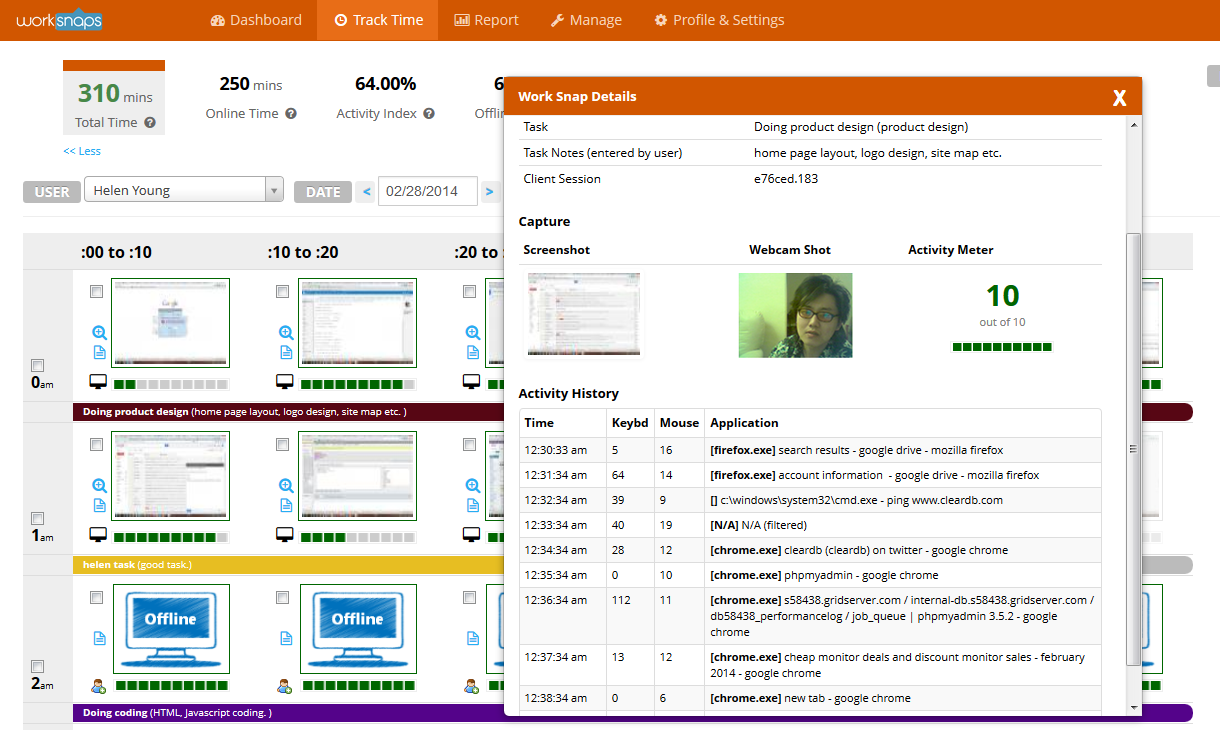 worksnaps Dashboard Track Time Report Manage Profile & Settings
310 mins
Total Time ?
250 mins
Online Time ?
64.00%
Activity Index ?
6
Offlin
<< Less
USER Helen Young DATE < 02/28/2014 >
:00 to :10 :10 to :20 :20 to :
0am
Doing product design (home page layout, logo design, site map etc. )
1am
helen task (good task.)
Offline Offline
2am
Doing coding (HTML, Javascript coding. )
Work Snap Details X
Task Doing product design (product design)
Task Notes (entered by user) home page layout, logo design, site map etc.
Client Session e76ced.183
Capture
Screenshot Webcam Shot Activity Meter
10
out of 10
Activity History
Time Keybd Mouse Application
12:30:33 am 5 16 [firefox.exe] search results - google drive - mozilla firefox
12:31:34 am 64 14 [firefox.exe] account information - google drive - mozilla firefox
12:32:34 am 39 9 [] c:\windows\system32\cmd.exe - ping www.cleardb.com
12:33:34 am 40 19 [N/A] N/A (filtered)
12:34:34 am 28 12 [chrome.exe] cleardb (cleardb) on twitter - google chrome
12:35:34 am 0 10 [chrome.exe] phpmyadmin - google chrome
12:36:34 am 112 11 [chrome.exe] s58438.gridserver.com / internal-db.s58438.gridserver.com /
db58438_performancelog / job_queue | phpmyadmin 3.5.2 - google
chrome
12:37:34 am 13 12 [chrome.exe] cheap monitor deals and discount monitor sales - february
2014 - google chrome
12:38:34 am 0 6 [chrome.exe] new tab - google chrome